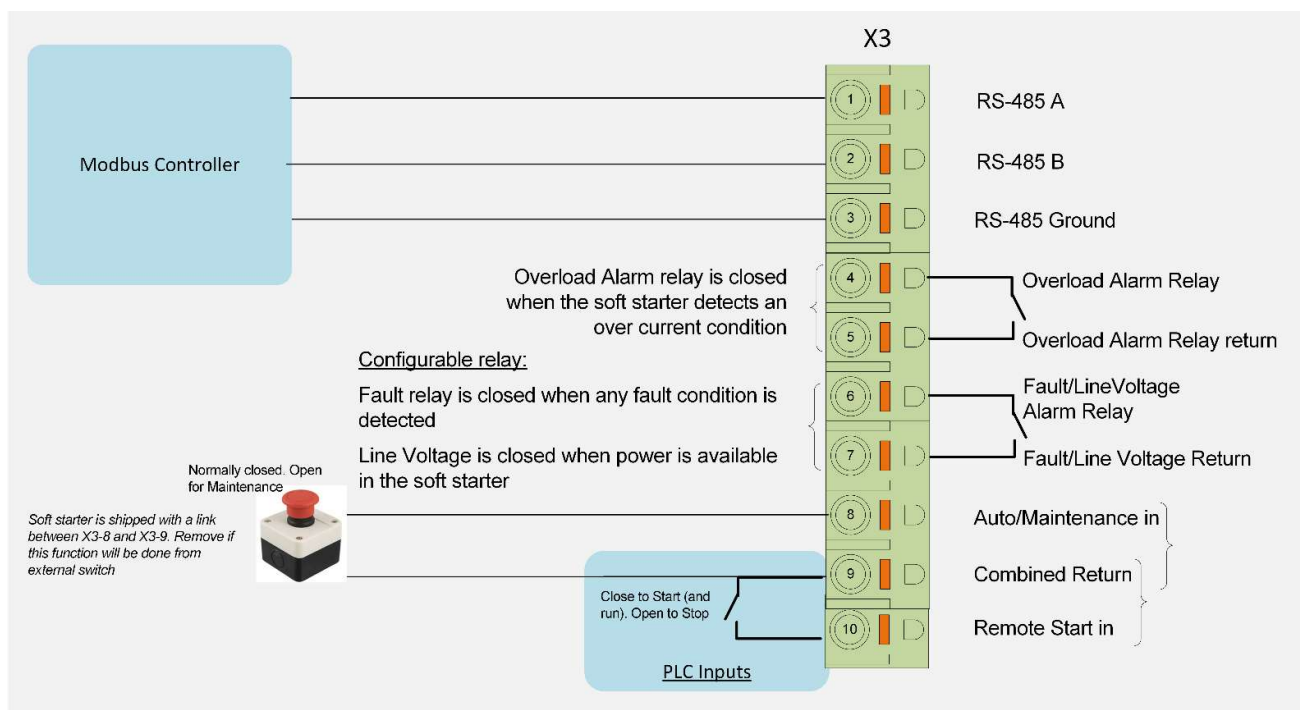 X3
Modbus Controller
1
RS-485 A
2
RS-485 B
3
RS-485 Ground
Overload Alarm relay is closed
when the soft starter detects an
over current condition
4
Overload Alarm Relay
5
Overload Alarm Relay return
Configurable relay:
Fault relay is closed when any fault condition is
detected
Line Voltage is closed when power is available
in the soft starter
6
Fault/LineVoltage
Alarm Relay
7
Fault/Line Voltage Return
Normally closed. Open
for Maintenance
Soft starter is shipped with a link
between X3-8 and X3-9. Remove if
this function will be done from
external switch
8
Auto/Maintenance in
9
Combined Return
Close to Start (and
run). Open to Stop
10
Remote Start in
PLC Inputs